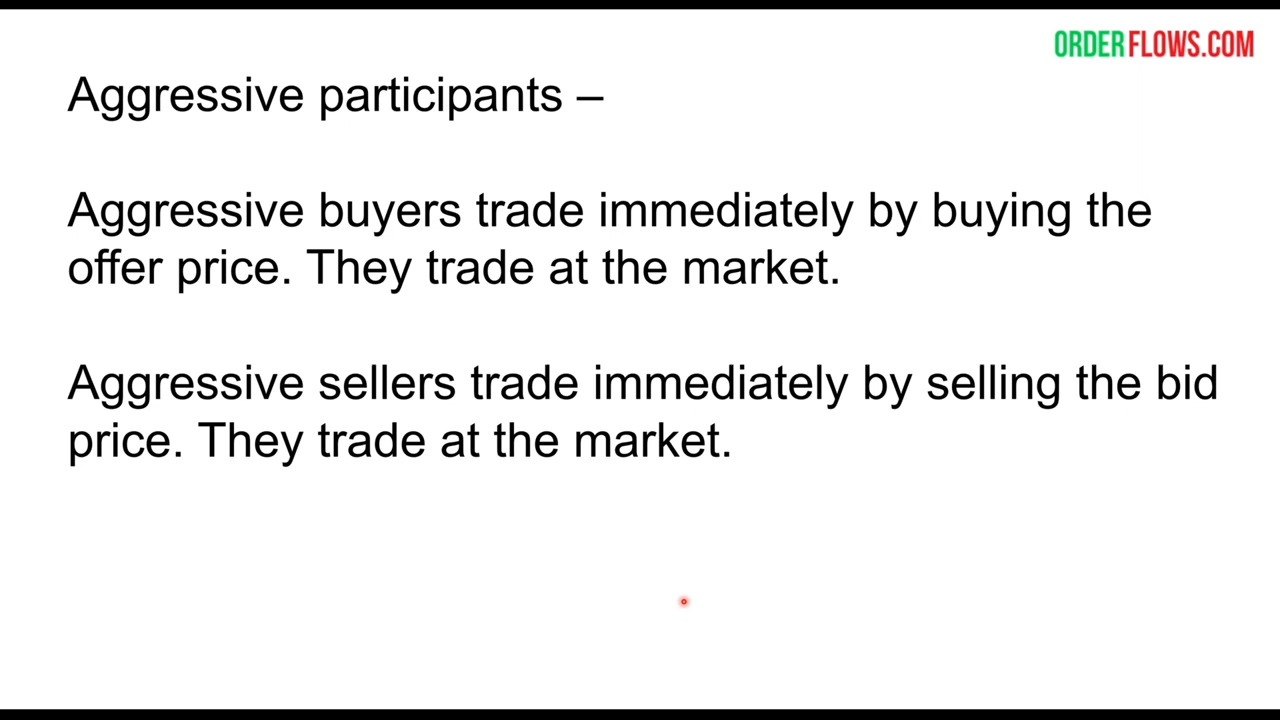 ORDERFLOWS.COM
Aggressive participants –
Aggressive buyers trade immediately by buying the
offer price. They trade at the market.
Aggressive sellers trade immediately by selling the bid
price. They trade at the market.